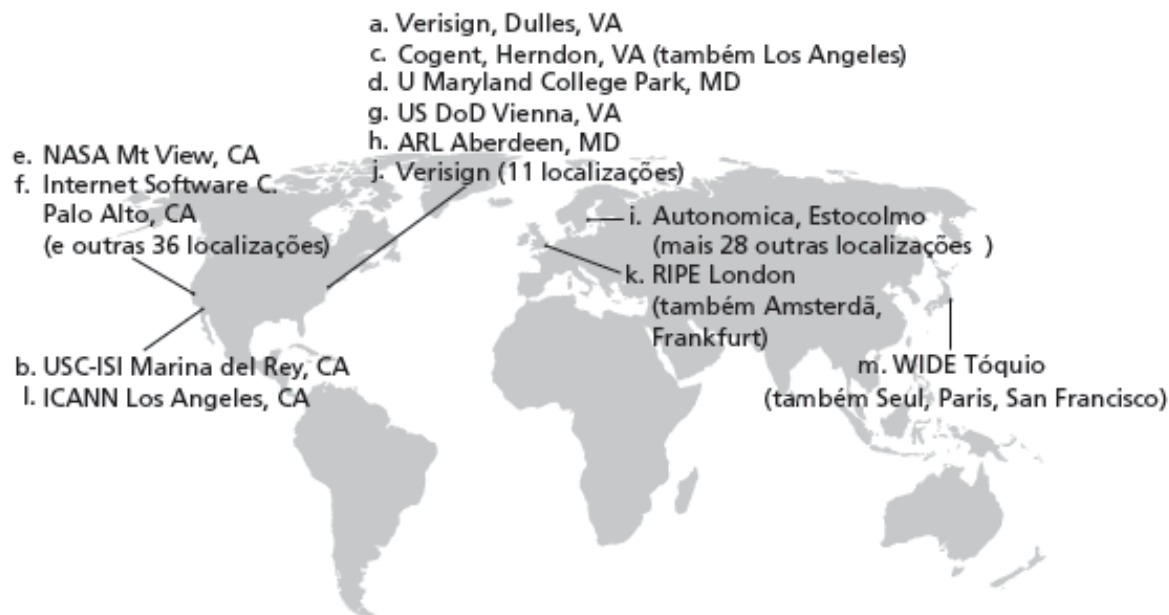 a. Verisign, Dulles, VA
c. Cogent, Herndon, VA (também Los Angeles)
d. U Maryland College Park, MD
g. US DoD Vienna, VA
h. ARL Aberdeen, MD
j. Verisign (11 localizações)
e. NASA Mt View, CA
f. Internet Software C.
Palo Alto, CA
(e outras 36 localizações)
i. Autonomica, Estocolmo
(mais 28 outras localizações )
k. RIPE London
(também Amsterdã,
Frankfurt)
b. USC-ISI Marina del Rey, CA
l. ICANN Los Angeles, CA
m. WIDE Tóquio
(também Seul, Paris, San Francisco)